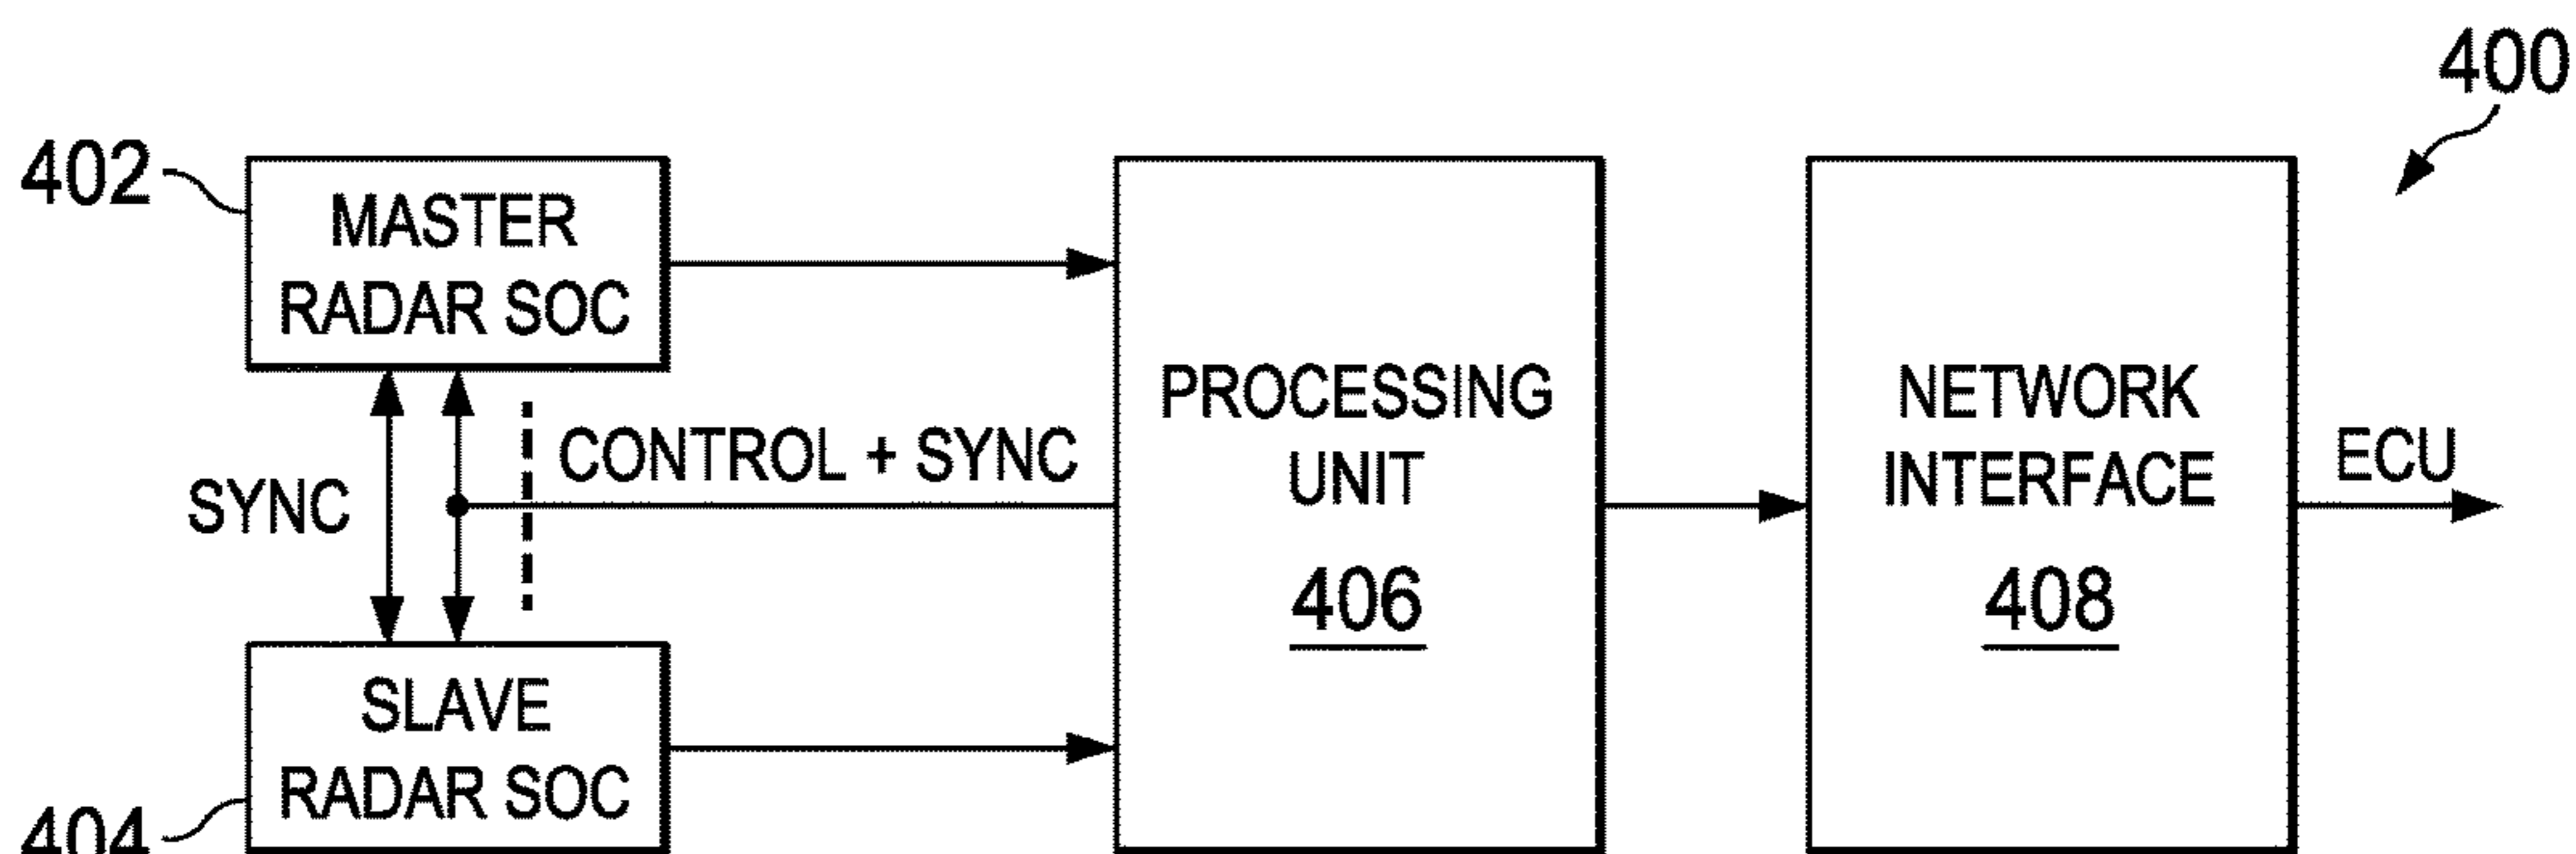 400
402
MASTER
RADAR SOC
SYNC
CONTROL + SYNC
PROCESSING
UNIT
406
NETWORK
INTERFACE
408
ECU
SLAVE
RADAR SOC
404